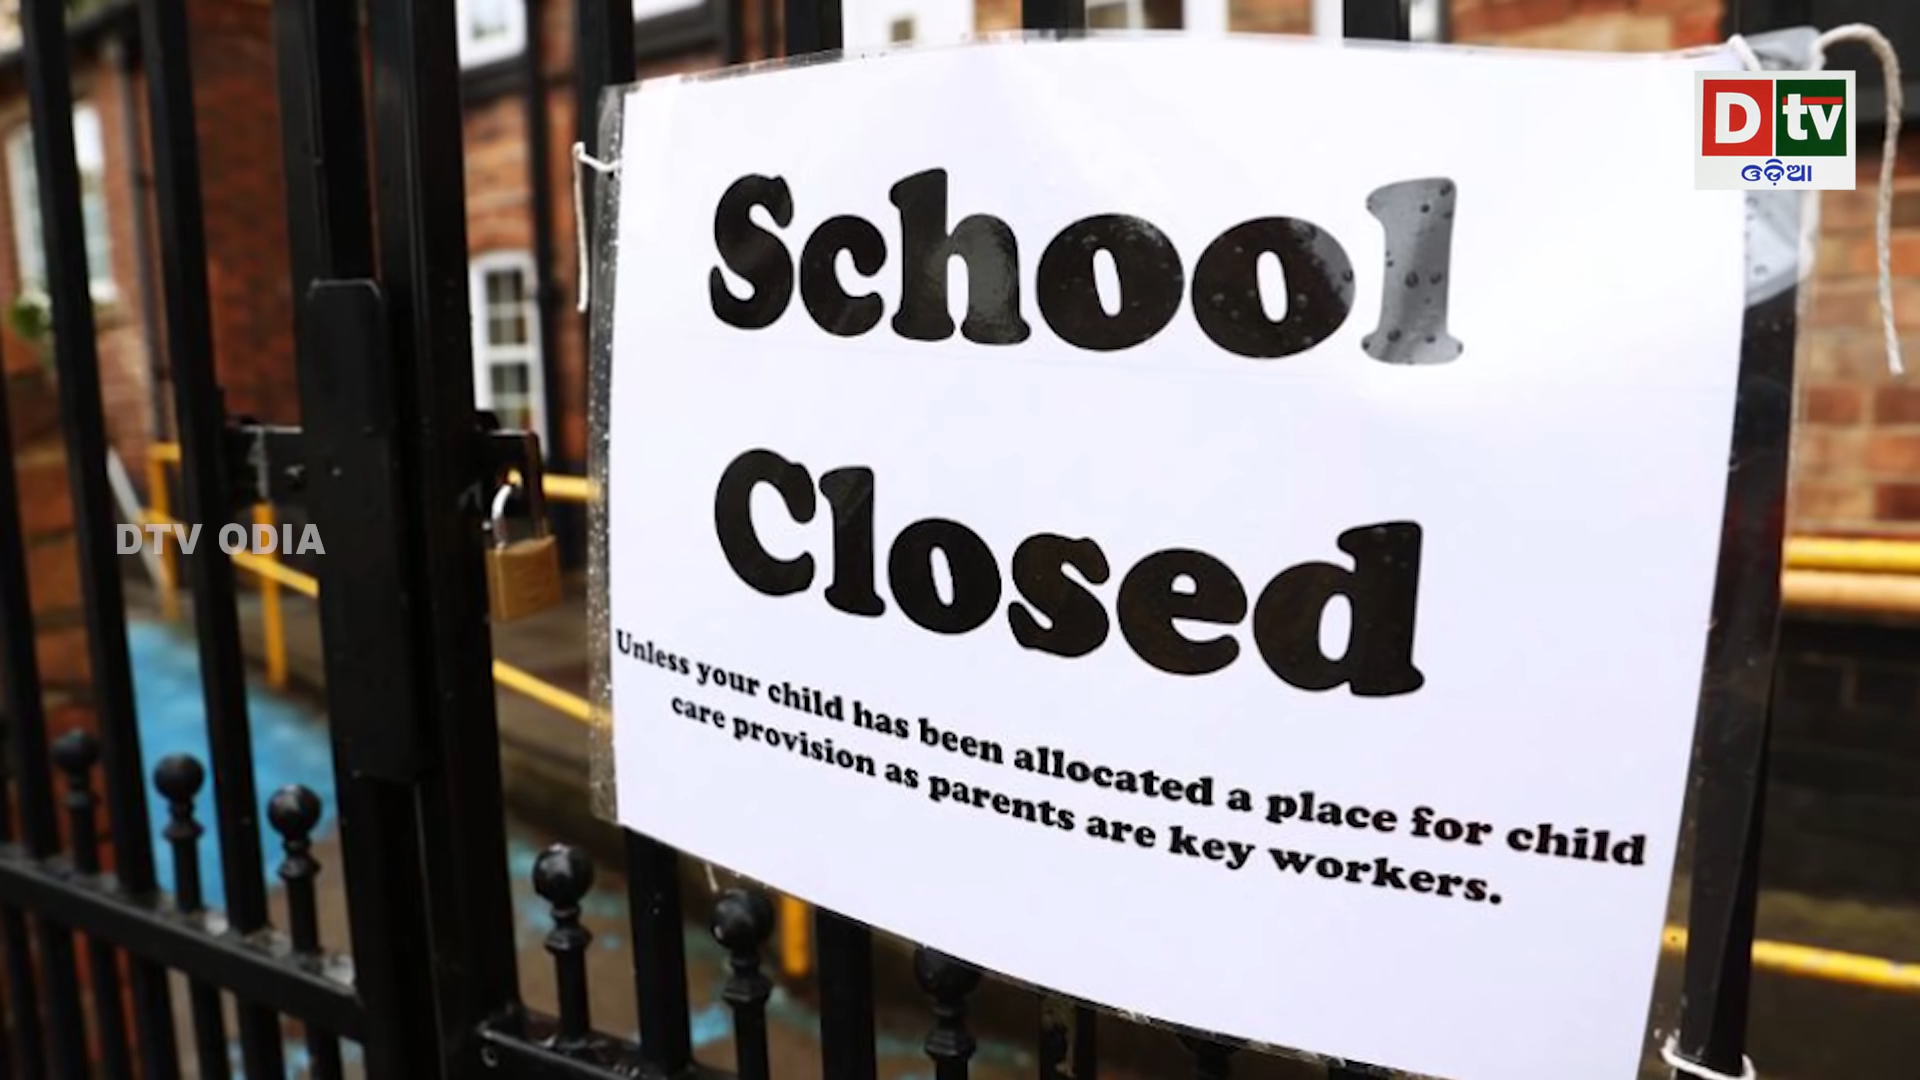 D tv
ଓଡ଼ିଆ
School
Closed
DTV ODIA
Unless your child has been allocated a place for child
care provision as parents are key workers.